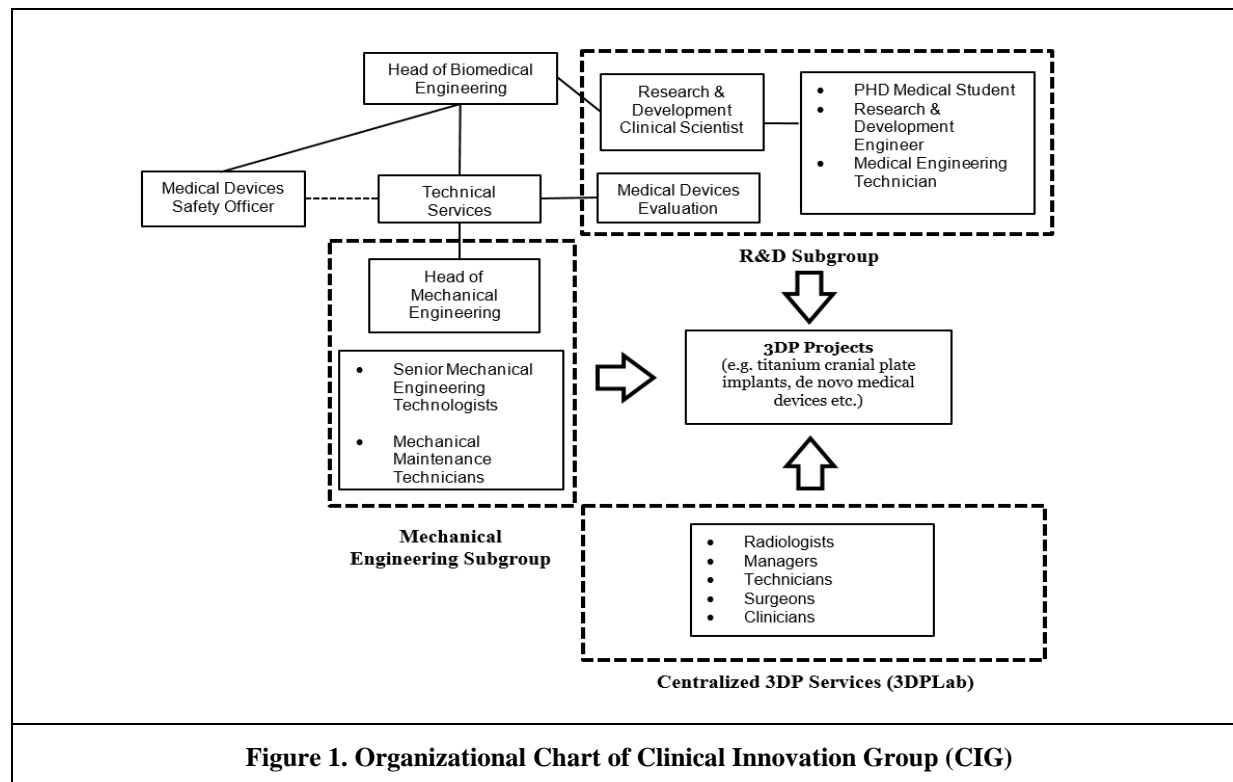 Head of Biomedical
Engineering
Research &
Development
Clinical Scientist
• PHD Medical Student
• Research &
Development
Engineer
• Medical Engineering
Technician
Medical Devices
Safety Officer
Technical
Services
Medical Devices
Evaluation
R&D Subgroup
Head of
Mechanical
Engineering
• Senior Mechanical
Engineering
Technologists
• Mechanical
Maintenance
Technicians
Mechanical
Engineering Subgroup
3DP Projects
(e.g. titanium cranial plate
implants, de novo medical
devices etc.)
• Radiologists
• Managers
• Technicians
• Surgeons
• Clinicians
Centralized 3DP Services (3DPLab)
Figure 1. Organizational Chart of Clinical Innovation Group (CIG)